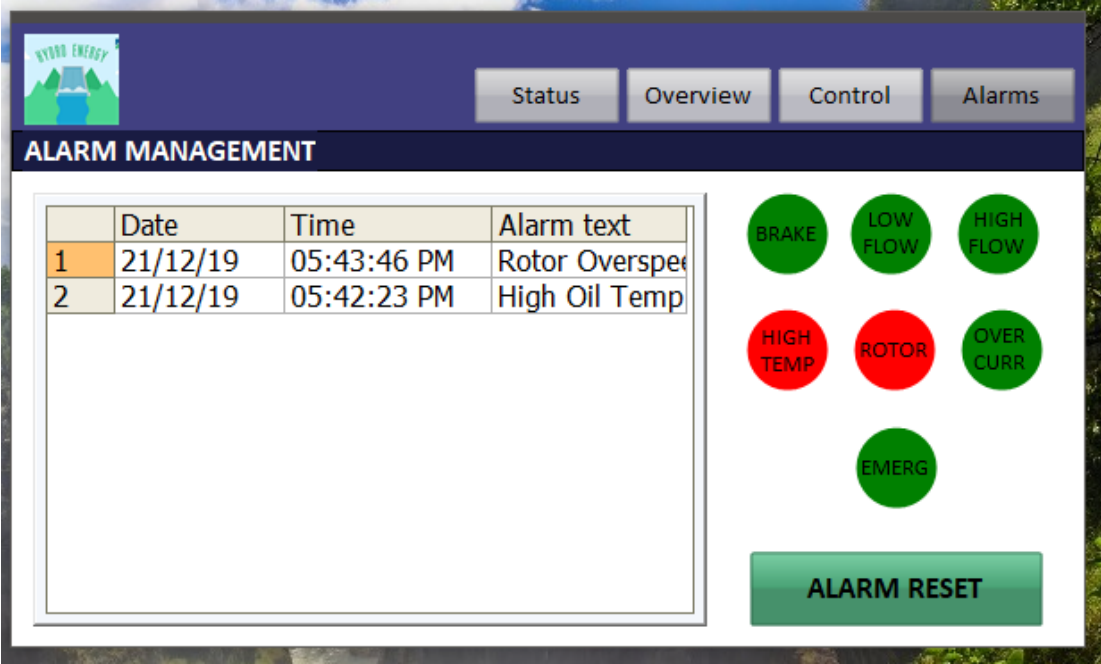 HYDRO ENERGY
Status Overview Control Alarms
ALARM MANAGEMENT
Date Time Alarm text
1 21/12/19 05:43:46 PM Rotor Overspee
2 21/12/19 05:42:23 PM High Oil Temp
BRAKE
LOW
FLOW
HIGH
FLOW
HIGH
TEMP
ROTOR
OVER
CURR
EMERG
ALARM RESET